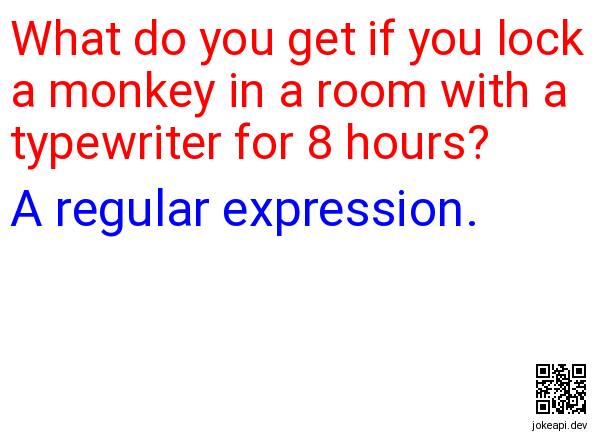 What do you get if you lock
a monkey in a room with a
typewriter for 8 hours?
A regular expression.
jokeapi.dev